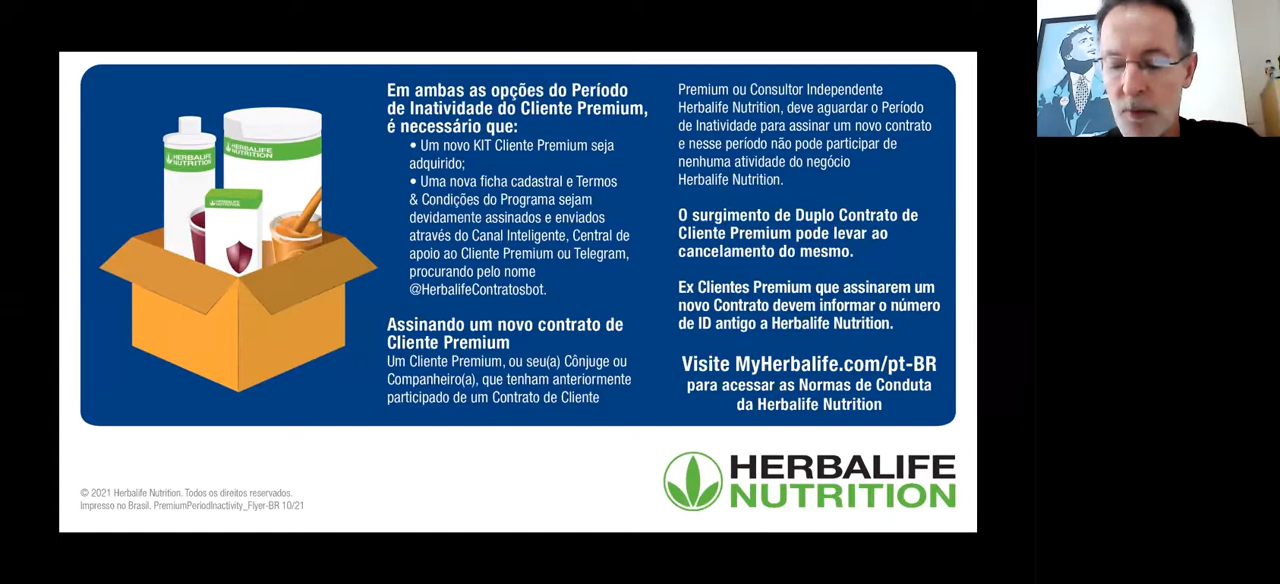 HERBALIFE
NUTRITION
HERBALIFE
NUTRITION
HERBALIFE
NUTRITION
Em ambas as opções do Período
de Inatividade do Cliente Premium,
é necessário que:
• Um novo KIT Cliente Premium seja
adquirido;
• Uma nova ficha cadastral e Termos
& Condições do Programa sejam
devidamente assinados e enviados
através do Canal Inteligente, Central de
apoio ao Cliente Premium ou Telegram,
procurando pelo nome
@HerbalifeContratosbot.
Assinando um novo contrato de
Cliente Premium
Um Cliente Premium, ou seu(a) Cônjuge ou
Companheiro(a), que tenham anteriormente
participado de um Contrato de Cliente
Premium ou Consultor Independente
Herbalife Nutrition, deve aguardar o Período
de Inatividade para assinar um novo contrato
e nesse período não pode participar de
nenhuma atividade do negócio
Herbalife Nutrition.
O surgimento de Duplo Contrato de
Cliente Premium pode levar ao
cancelamento do mesmo.
Ex Clientes Premium que assinarem um
novo Contrato devem informar o número
de ID antigo a Herbalife Nutrition.
Visite MyHerbalife.com/pt-BR
para acessar as Normas de Conduta
da Herbalife Nutrition
© 2021 Herbalife Nutrition. Todos os direitos reservados.
Impresso no Brasil. PremiumPeriodInactivity_Flyer-BR 10/21
HERBALIFE
NUTRITION